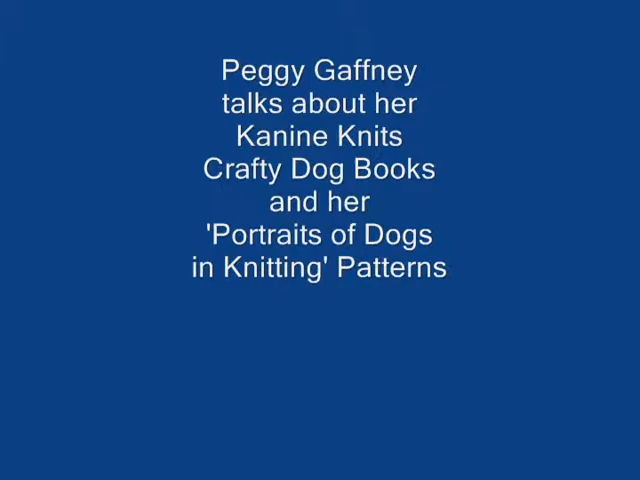 Peggy Gaffney
talks about her
Kanine Knits
Crafty Dog Books
and her
'Portraits of Dogs
in Knitting' Patterns